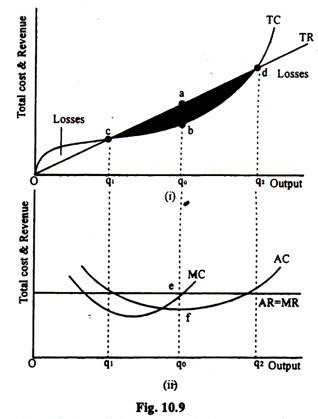 Total cost & Revenue
TC
TR
Losses
a
d
Losses
b
c
O
q₁
q₀
q₂
Output
(i)
Total cost & Revenue
MC
AC
e
AR=MR
f
O
q₁
q₀
q₂
Output
(ii)
Fig. 10.9